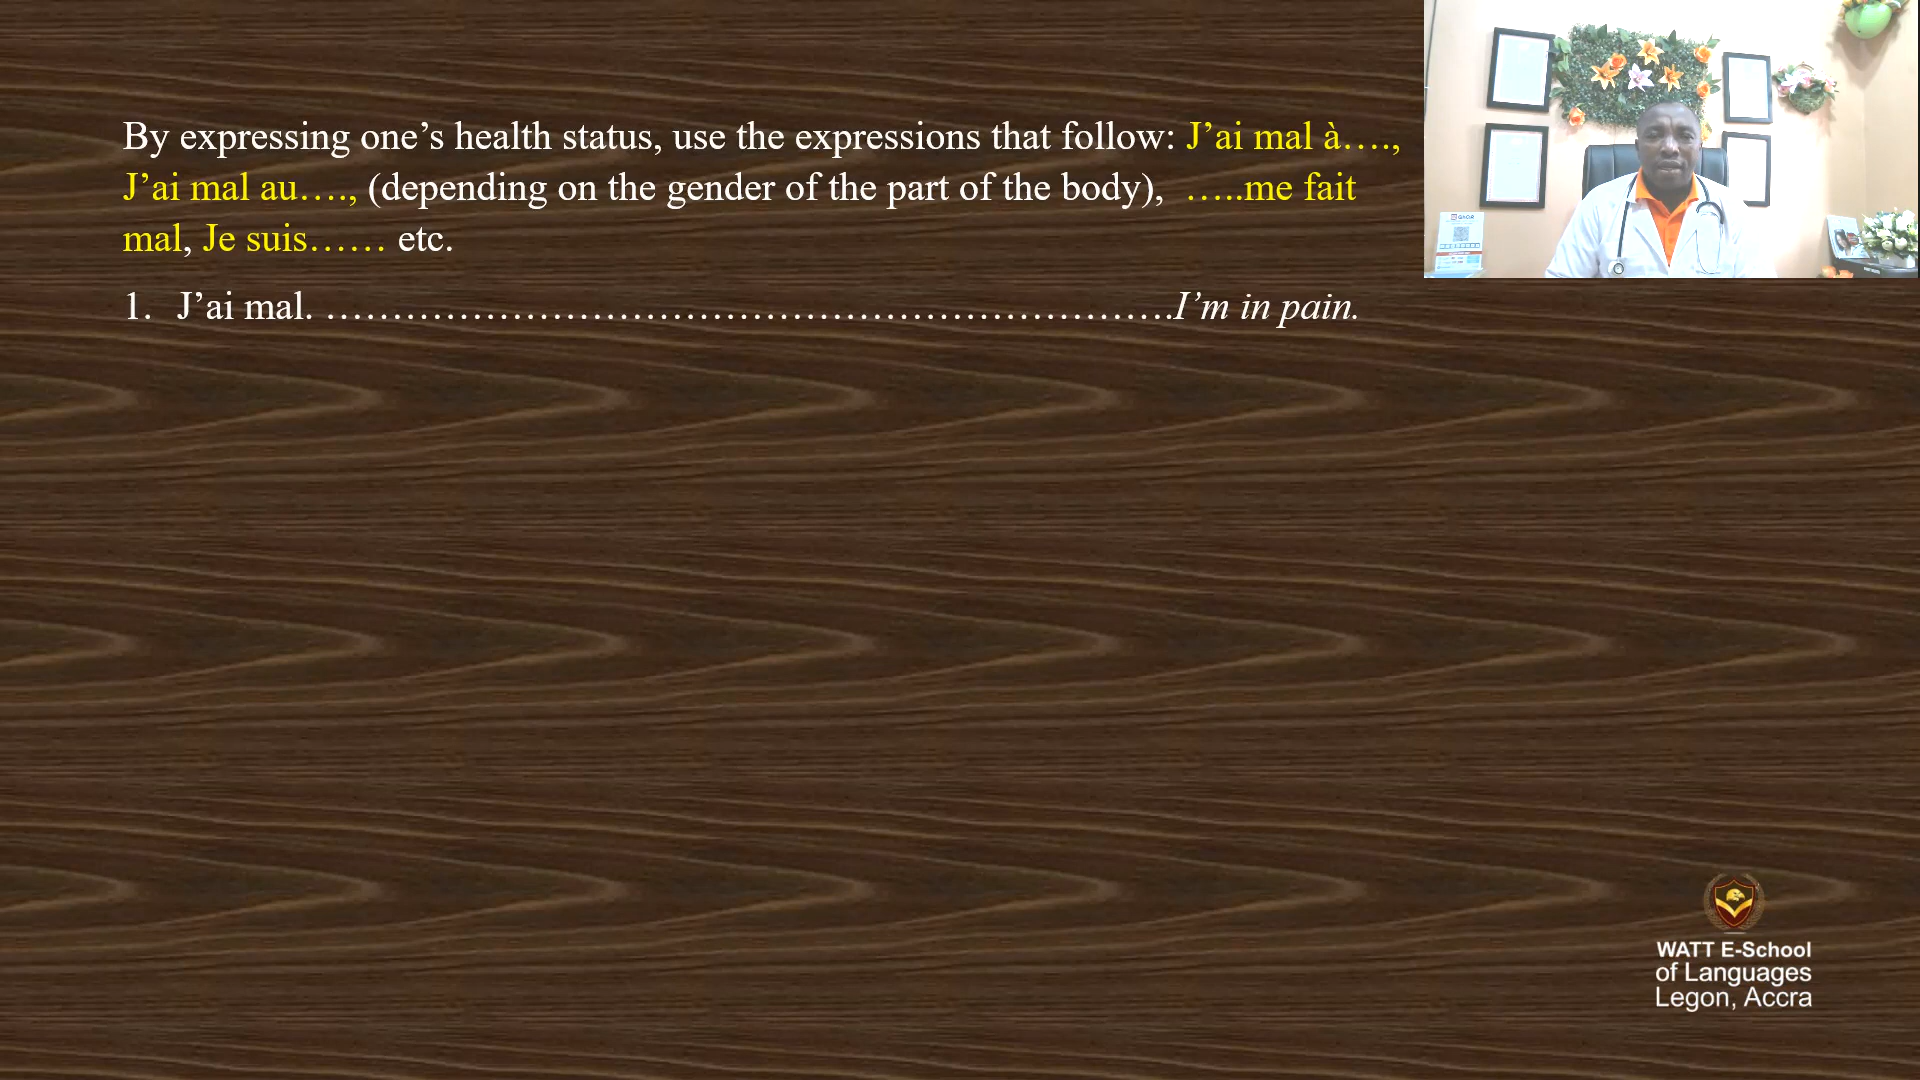 By expressing one’s health status, use the expressions that follow: J’ai mal à….,
J’ai mal au…., (depending on the gender of the part of the body), …..me fait
mal, Je suis…… etc.
1. J’ai mal. ……………………………………………………….I’m in pain.
WATT E-School
of Languages
Legon, Accra